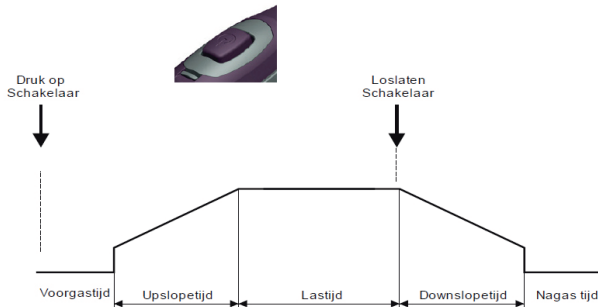 Druk op
Schakelaar
Loslaten
Schakelaar
Voorgastijd
Upslopetijd
Lastijd
Downslopetijd
Nagas tijd